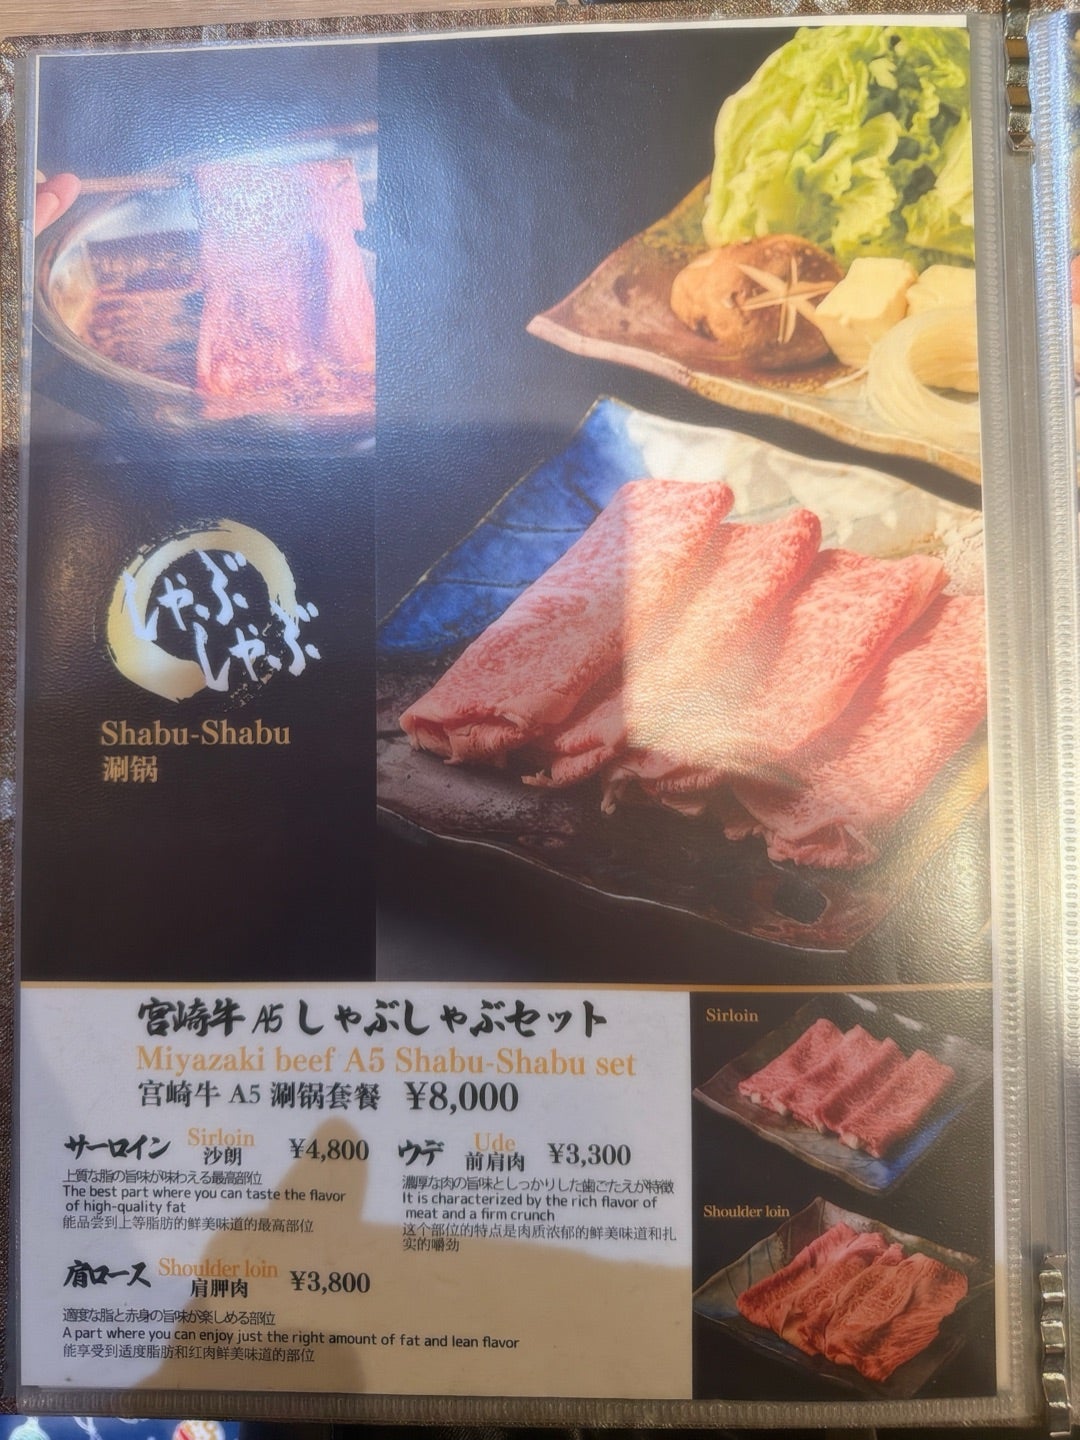 しゃぶ
しゃぶ
Shabu-Shabu
涮锅
宮崎牛 A5 しゃぶしゃぶセット
Miyazaki beef A5 Shabu-Shabu set
宫崎牛 A5 涮锅套餐 ¥8,000
サーロイン Sirloin 沙朗 ¥4,800
上質な脂の旨味が味わえる最高部位
The best part where you can taste the flavor
of high-quality fat
能品尝到上等脂肪的鲜美味道的最高部位
ウデ Ude 前肩肉 ¥3,300
濃厚な肉の旨味としっかりした歯ごたえが特徴
It is characterized by the rich flavor of
meat and a firm crunch
这个部位的特点是肉质浓郁的鲜美味道和扎
实的嚼劲
肩ロース Shoulder loin 肩胛肉 ¥3,800
適度な脂と赤身の旨味が楽しめる部位
A part where you can enjoy just the right amount of fat and lean flavor
能享受到适度脂肪和红肉鲜美味道的部位
Sirloin
Shoulder loin